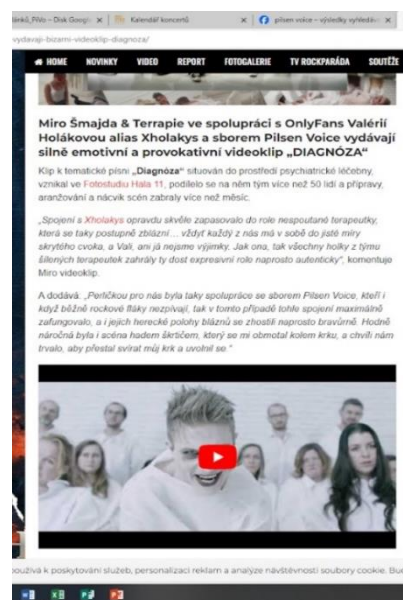 Kalendář koncertů
pilsen voice – výsledky vyhledáv
vydavaji-bizarni-videoklip-diagnoza/
HOME NOVINKY VIDEO REPORT FOTOGALERIE TV ROCKPARÁDA SOUTĚŽE
Miro Šmajda & Terrapie ve spolupráci s OnlyFans Valérií
Holákovou alias Xholakys a sborem Pilsen Voice vydávají
silně emotivní a provokativní videoklip „DIAGNÓZA“
Klip k tematické písni „Diagnóza“ situován do prostředí psychiatrické léčebny,
vznikal ve Fotostudiu Hala 11, podílelo se na něm tým více než 50 lidí a přípravy,
aranžování a nácvik scén zabraly více než měsíc.
„Spojení s Xholakys opravdu skvěle zapasovalo do role nespoutané terapeutky,
která se taky postupně zblázní… vždyť každý z nás má v sobě do jisté míry
skrytého cvoka, a Vali, ani já nejsme výjimky. Jak ona, tak všechny holky z týmu
šílených terapeutek zahrály ty dost expresivní role naprosto autenticky“, komentuje
Miro videoklip.
A dodává: „Perličkou pro nás byla taky spolupráce se sborem Pilsen Voice, kteří i
když běžně rockové fláky nezpívají, tak v tomto případě tohle spojení maximálně
zafungovalo, a i jejich herecké polohy bláznů se zhostili naprosto bravurně. Hodně
náročná byla i scéna hadem škrtičem, který se mi obmotal kolem krku, a chvíli nám
trvalo, aby přestal svírat můj krk a uvolnil se.“
používá k poskytování služeb, personalizaci reklam a analýze návštěvnosti soubory cookie.